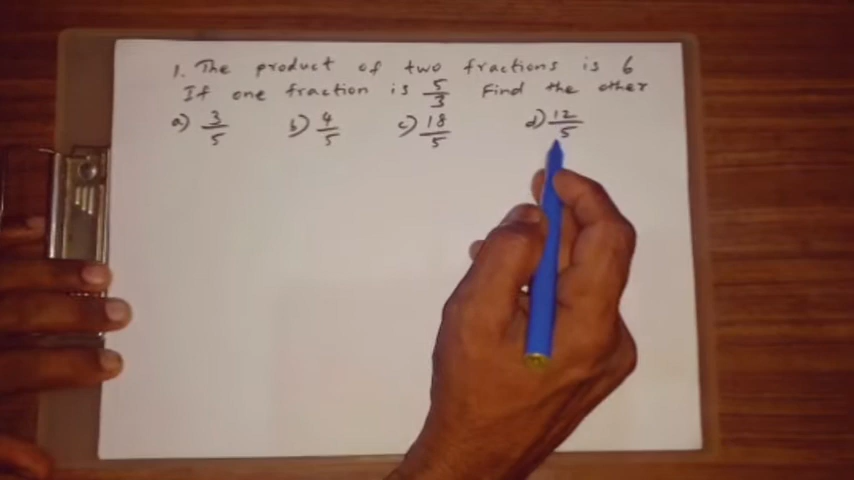 1. The product of two fractions is 6
If one fraction is 5/3 Find the other
a) 3/5 b) 4/5 c) 18/5 d) 12/5